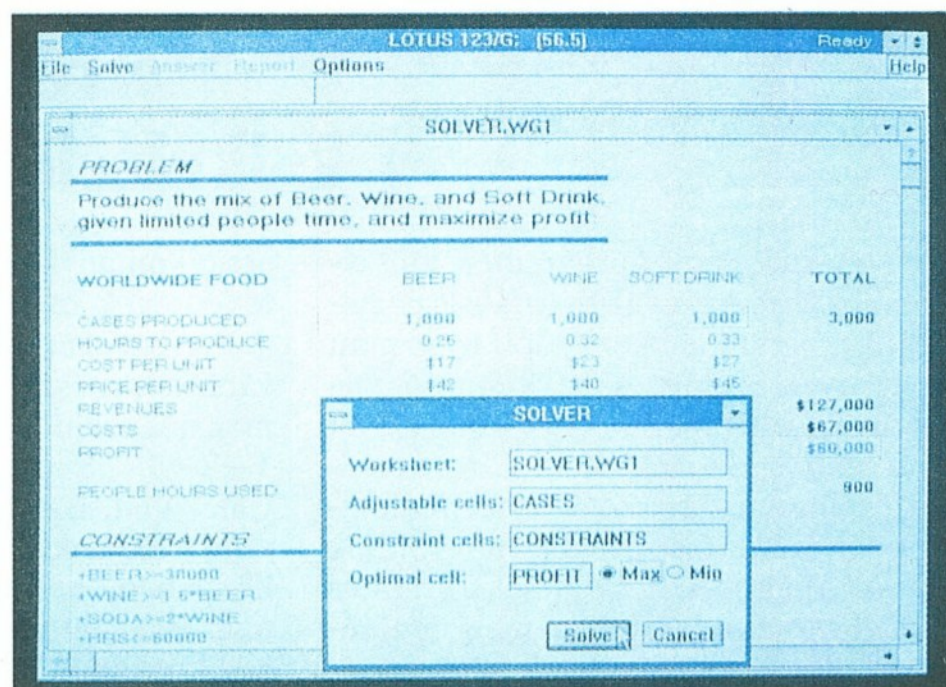 LOTUS 123/G: [56.5] Ready
File Solve Answer Report Options Help
SOLVER.WG1
PROBLEM
Produce the mix of Beer, Wine, and Soft Drink,
given limited people time, and maximize profit
WORLDWIDE FOOD BEER WINE SOFT DRINK TOTAL
CASES PRODUCED 1,000 1,000 1,000 3,000
HOURS TO PRODUCE 0.25 0.32 0.33
COST PER UNIT $17 $23 $27
PRICE PER UNIT $42 $40 $45
REVENUES $127,000
COSTS $67,000
PROFIT $60,000
PEOPLE HOURS USED 900
CONSTRAINTS
+BEER>=30000
+WINE>=1.5*BEER
+SODA>=2*WINE
+HRS<=60000
SOLVER
Worksheet: SOLVER.WG1
Adjustable cells: CASES
Constraint cells: CONSTRAINTS
Optimal cell: PROFIT Max Min
Solve Cancel